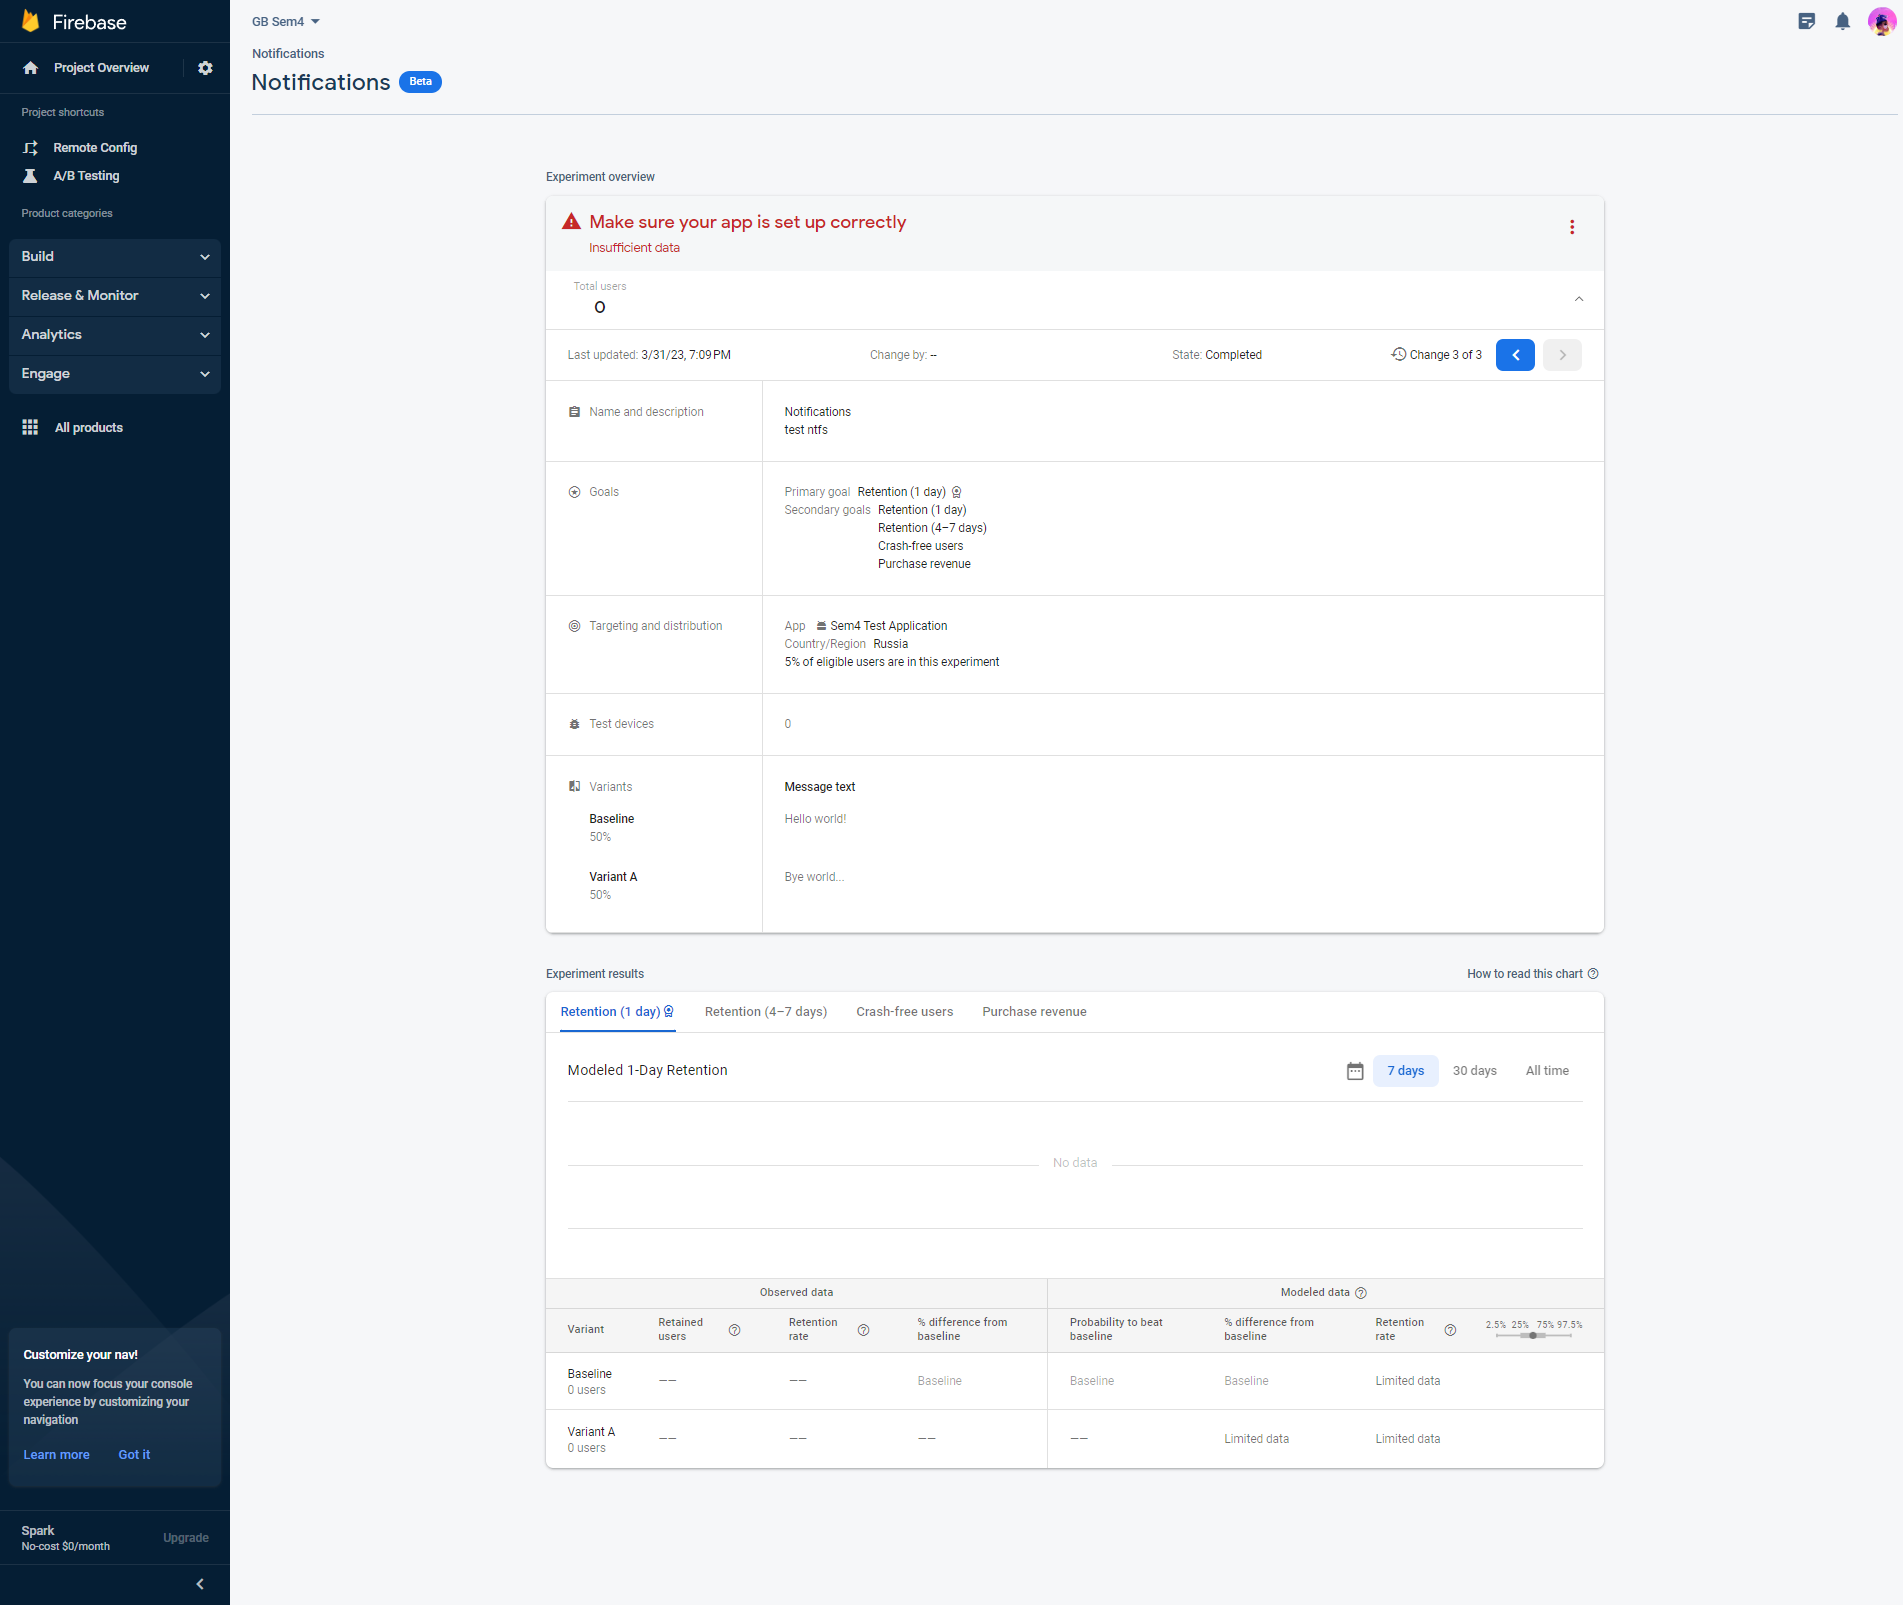 Firebase
Project Overview
Project shortcuts
Remote Config
A/B Testing
Product categories
Build
Release & Monitor
Analytics
Engage
All products
Customize your nav!
You can now focus your console
experience by customizing your
navigation
Learn more Got it
Spark
No-cost $0/month
Upgrade
GB Sem4
Notifications
Notifications Beta
Experiment overview
Make sure your app is set up correctly
Insufficient data
Total users
0
Last updated: 3/31/23, 7:09 PM Change by: -- State: Completed Change 3 of 3
Name and description
Notifications
test ntfs
Goals
Primary goal Retention (1 day)
Secondary goals Retention (1 day)
Retention (4–7 days)
Crash-free users
Purchase revenue
Targeting and distribution
App Sem4 Test Application
Country/Region Russia
5% of eligible users are in this experiment
Test devices 0
Variants Message text
Baseline Hello world!
50%
Variant A Bye world...
50%
Experiment results How to read this chart
Retention (1 day) Retention (4–7 days) Crash-free users Purchase revenue
Modeled 1-Day Retention 7 days 30 days All time
No data
Observed data Modeled data
Variant
Retained
users
Retention
rate
% difference from
baseline
Probability to beat
baseline
% difference from
baseline
Retention
rate
2.5% 25% 75% 97.5%
Baseline
0 users
—— —— Baseline Baseline Baseline Limited data
Variant A
0 users
—— —— —— —— Limited data Limited data